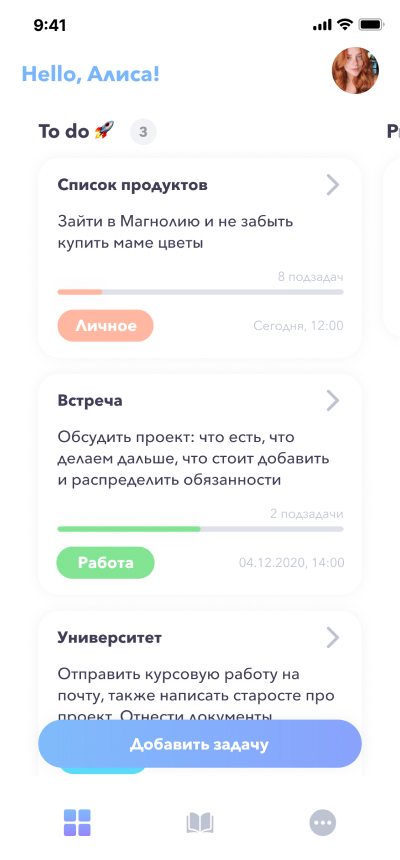 9:41
Hello, Алиса!
To do 🚀 3
Список продуктов
Зайти в Магнолию и не забыть
купить маме цветы
8 подзадач
Личное
Сегодня, 12:00
Встреча
Обсудить проект: что есть, что
делаем дальше, что стоит добавить
и распределить обязанности
2 подзадачи
Работа
04.12.2020, 14:00
Университет
Отправить курсовую работу на
почту, также написать старосте про
проект. Отнести документы
Добавить задачу